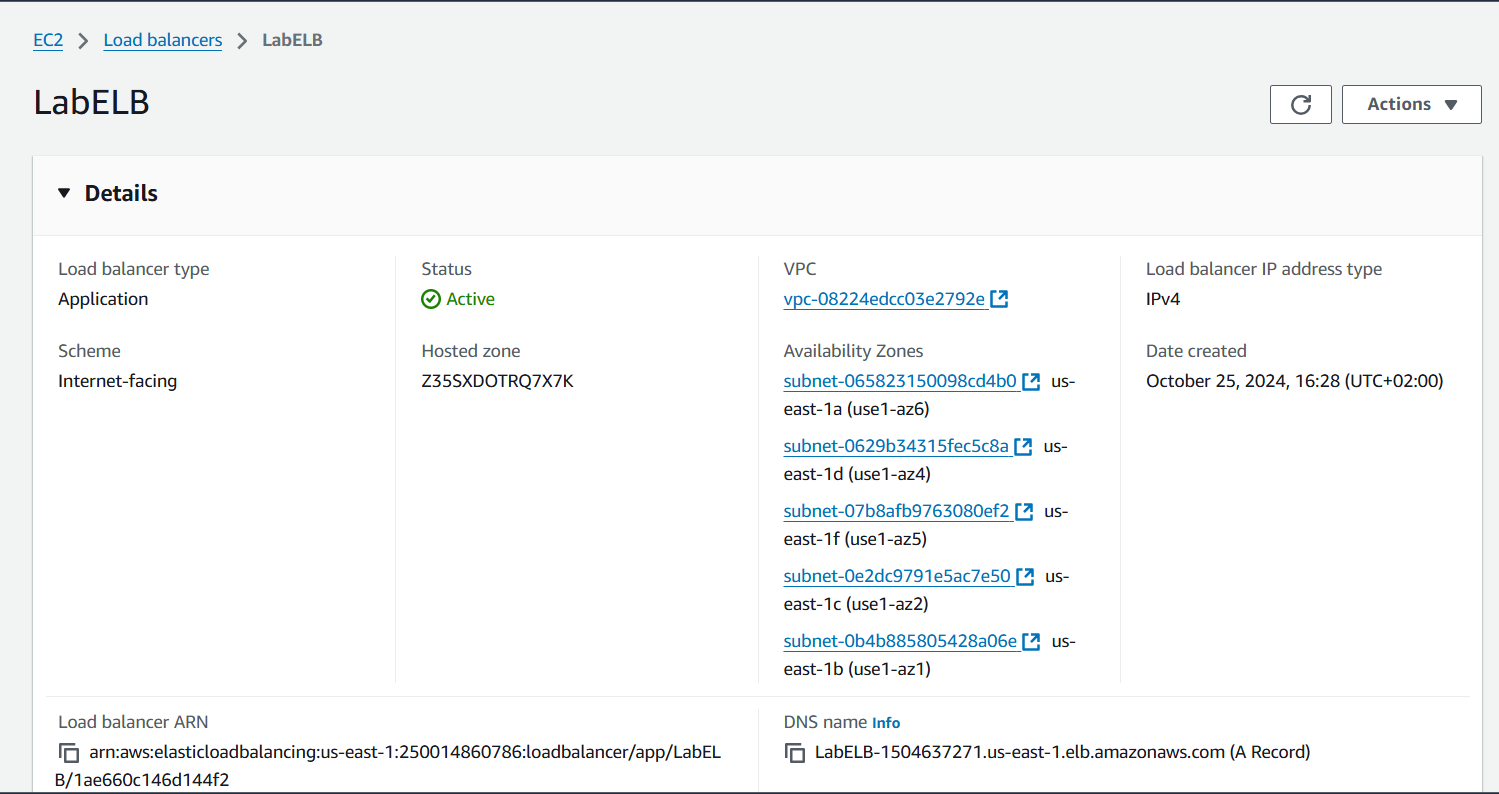 EC2 > Load balancers > LabELB
LabELB
Actions
Details
Load balancer type
Application
Scheme
Internet-facing
Status
Active
Hosted zone
Z35SXDOTRQ7X7K
VPC
vpc-08224edcc03e2792e
Availability Zones
subnet-065823150098cd4b0 us-
east-1a (use1-az6)
subnet-0629b34315fec5c8a us-
east-1d (use1-az4)
subnet-07b8afb9763080ef2 us-
east-1f (use1-az5)
subnet-0e2dc9791e5ac7e50 us-
east-1c (use1-az2)
subnet-0b4b885805428a06e us-
east-1b (use1-az1)
Load balancer IP address type
IPv4
Date created
October 25, 2024, 16:28 (UTC+02:00)
Load balancer ARN
arn:aws:elasticloadbalancing:us-east-1:250014860786:loadbalancer/app/LabEL
B/1ae660c146d144f2
DNS name Info
LabELB-1504637271.us-east-1.elb.amazonaws.com (A Record)